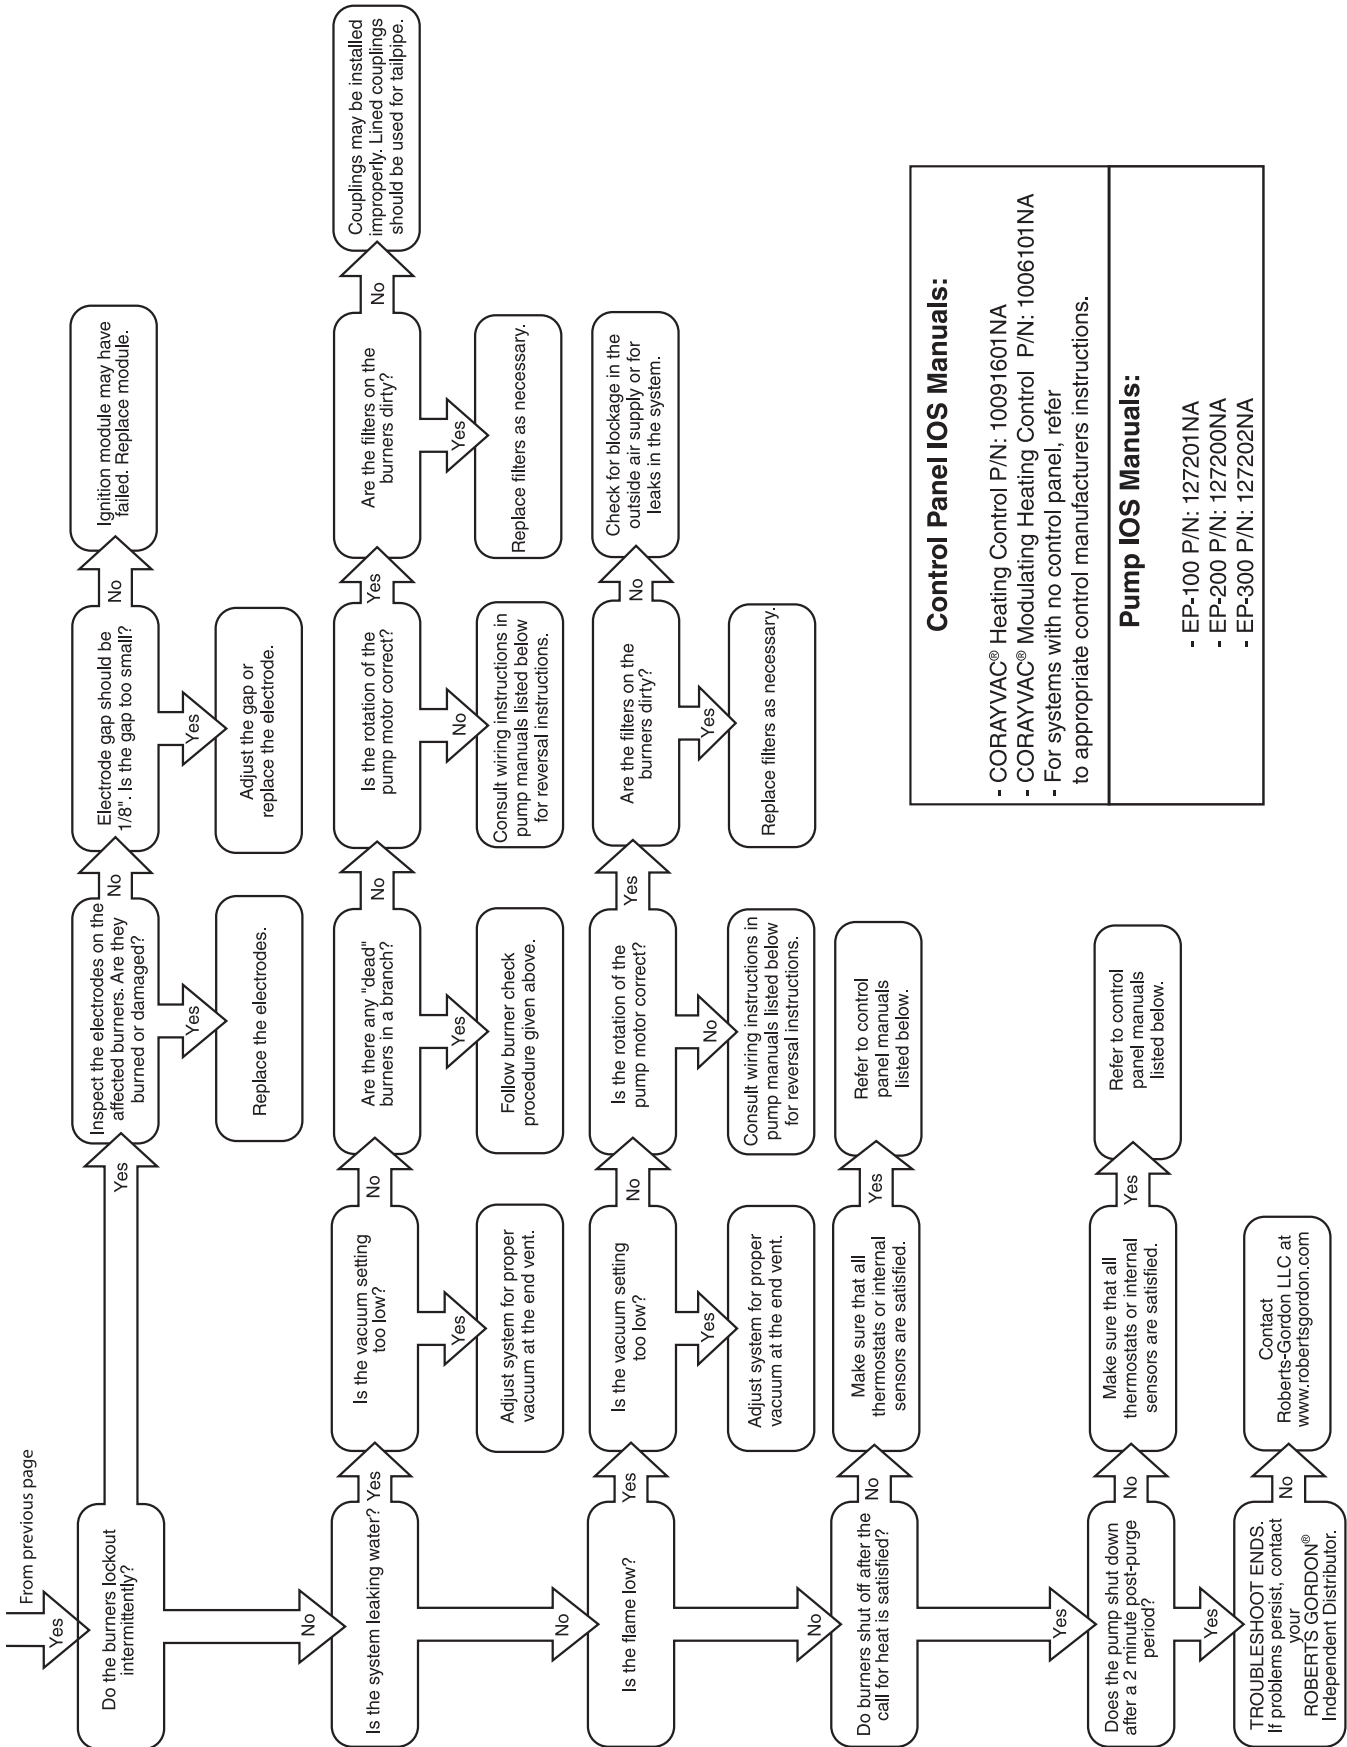 From previous page
Yes
Do the burners lockout
intermittently?
Yes
Inspect the electrodes on the
affected burners. Are they
burned or damaged?
No
Electrode gap should be
1/8". Is the gap too small?
No
Ignition module may have
failed. Replace module.
Yes
Replace the electrodes.
Yes
Adjust the gap or
replace the electrode.
No
Is the system leaking water?
Yes
Is the vacuum setting
too low?
No
Are there any "dead"
burners in a branch?
No
Is the rotation of the
pump motor correct?
Yes
Are the filters on the
burners dirty?
No
Couplings may be installed
improperly. Lined couplings
should be used for tailpipe.
Yes
Adjust system for proper
vacuum at the end vent.
Yes
Follow burner check
procedure given above.
No
Consult wiring instructions in
pump manuals listed below
for reversal instructions.
Yes
Replace filters as necessary.
No
Is the flame low?
Yes
Is the vacuum setting
too low?
No
Is the rotation of the
pump motor correct?
Yes
Are the filters on the
burners dirty?
No
Check for blockage in the
outside air supply or for
leaks in the system.
Yes
Adjust system for proper
vacuum at the end vent.
No
Consult wiring instructions in
pump manuals listed below
for reversal instructions.
Yes
Replace filters as necessary.
No
Do burners shut off after the
call for heat is satisfied?
No
Make sure that all
thermostats or internal
sensors are satisfied.
Yes
Refer to control
panel manuals
listed below.
Yes
Does the pump shut down
after a 2 minute post-purge
period?
No
Make sure that all
thermostats or internal
sensors are satisfied.
Yes
Refer to control
panel manuals
listed below.
Yes
TROUBLESHOOT ENDS.
If problems persist, contact
your
ROBERTS GORDON®
Independent Distributor.
No
Contact
Roberts-Gordon LLC at
www.robertsgordon.com
Control Panel IOS Manuals:
- CORAYVAC® Heating Control P/N: 10091601NA
- CORAYVAC® Modulating Heating Control P/N: 1006101NA
- For systems with no control panel, refer
to appropriate control manufacturers instructions.
Pump IOS Manuals:
- EP-100 P/N: 127201NA
- EP-200 P/N: 127200NA
- EP-300 P/N: 127202NA